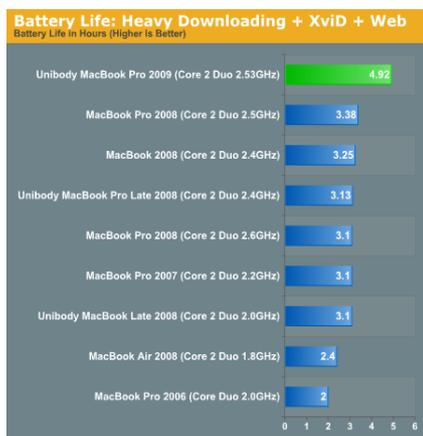 Battery Life: Heavy Downloading + XviD + Web
Battery Life in Hours (Higher Is Better)
Unibody MacBook Pro 2009 (Core 2 Duo 2.53GHz) 4.92
MacBook Pro 2008 (Core 2 Duo 2.5GHz) 3.38
MacBook 2008 (Core 2 Duo 2.4GHz) 3.25
Unibody MacBook Pro Late 2008 (Core 2 Duo 2.4GHz) 3.13
MacBook Pro 2008 (Core 2 Duo 2.6GHz) 3.1
MacBook Pro 2007 (Core 2 Duo 2.2GHz) 3.1
Unibody MacBook Late 2008 (Core 2 Duo 2.0GHz) 3.1
MacBook Air 2008 (Core 2 Duo 1.8GHz) 2.4
MacBook Pro 2006 (Core Duo 2.0GHz) 2
0 1 2 3 4 5 6